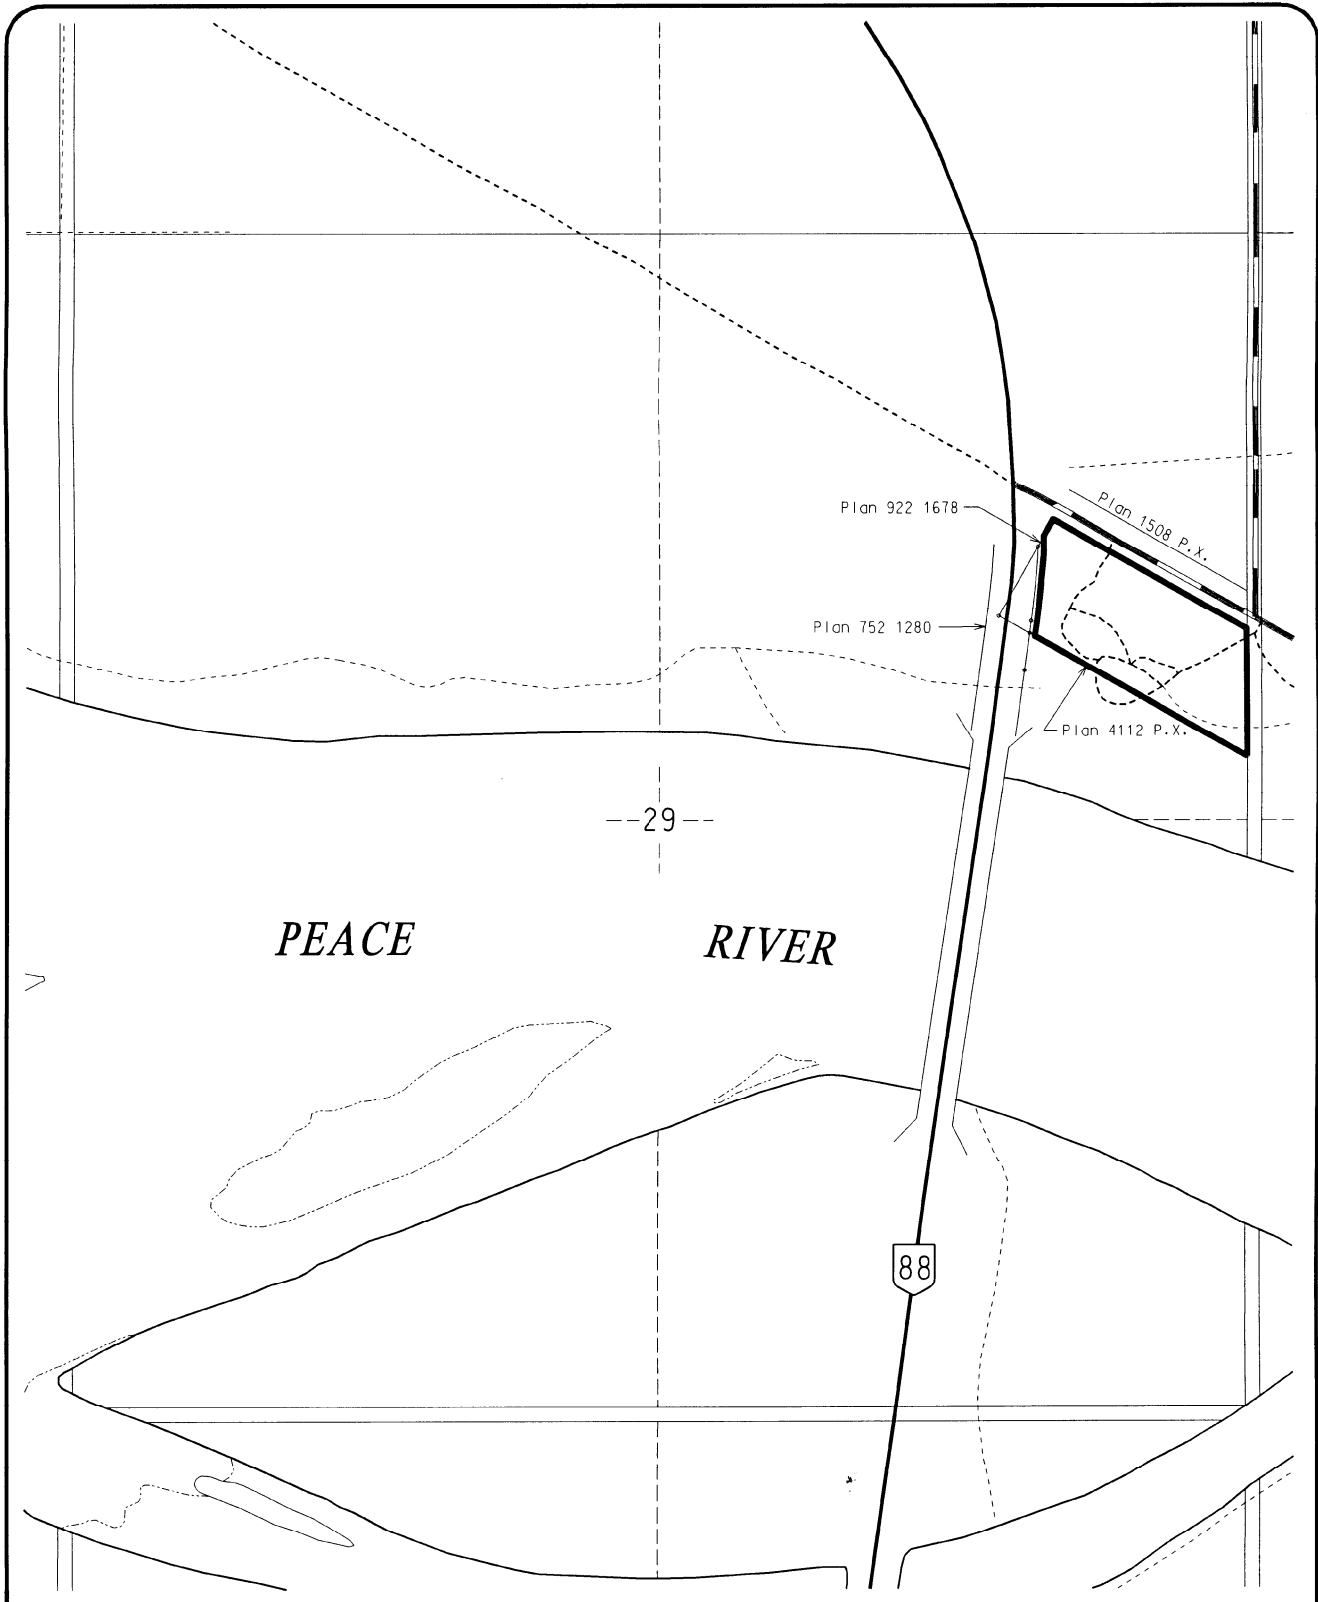 Plan 922 1678
Plan 1508 P.X.
Plan 752 1280
Plan 4112 P.X.
--29--
PEACE RIVER
88